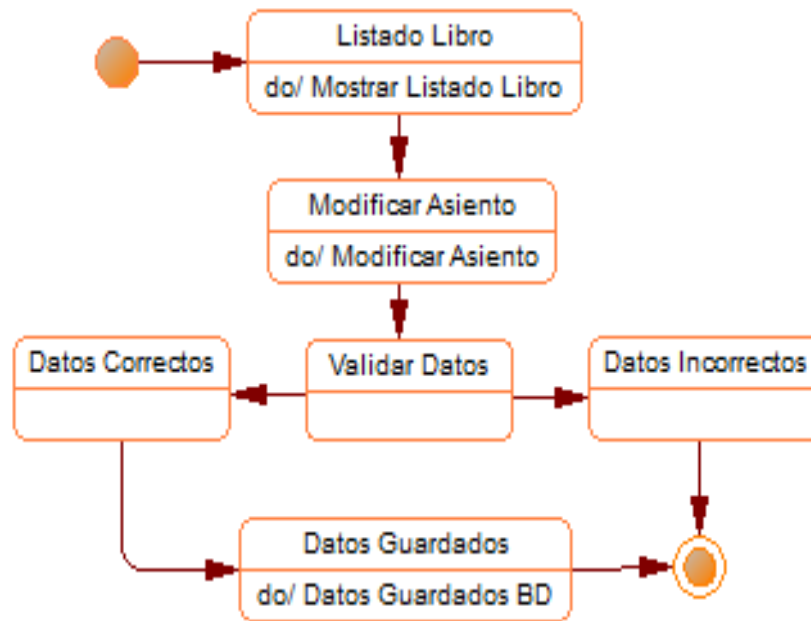 Listado Libro
do/ Mostrar Listado Libro
Modificar Asiento
do/ Modificar Asiento
Datos Correctos
Validar Datos
Datos Incorrectos
Datos Guardados
do/ Datos Guardados BD